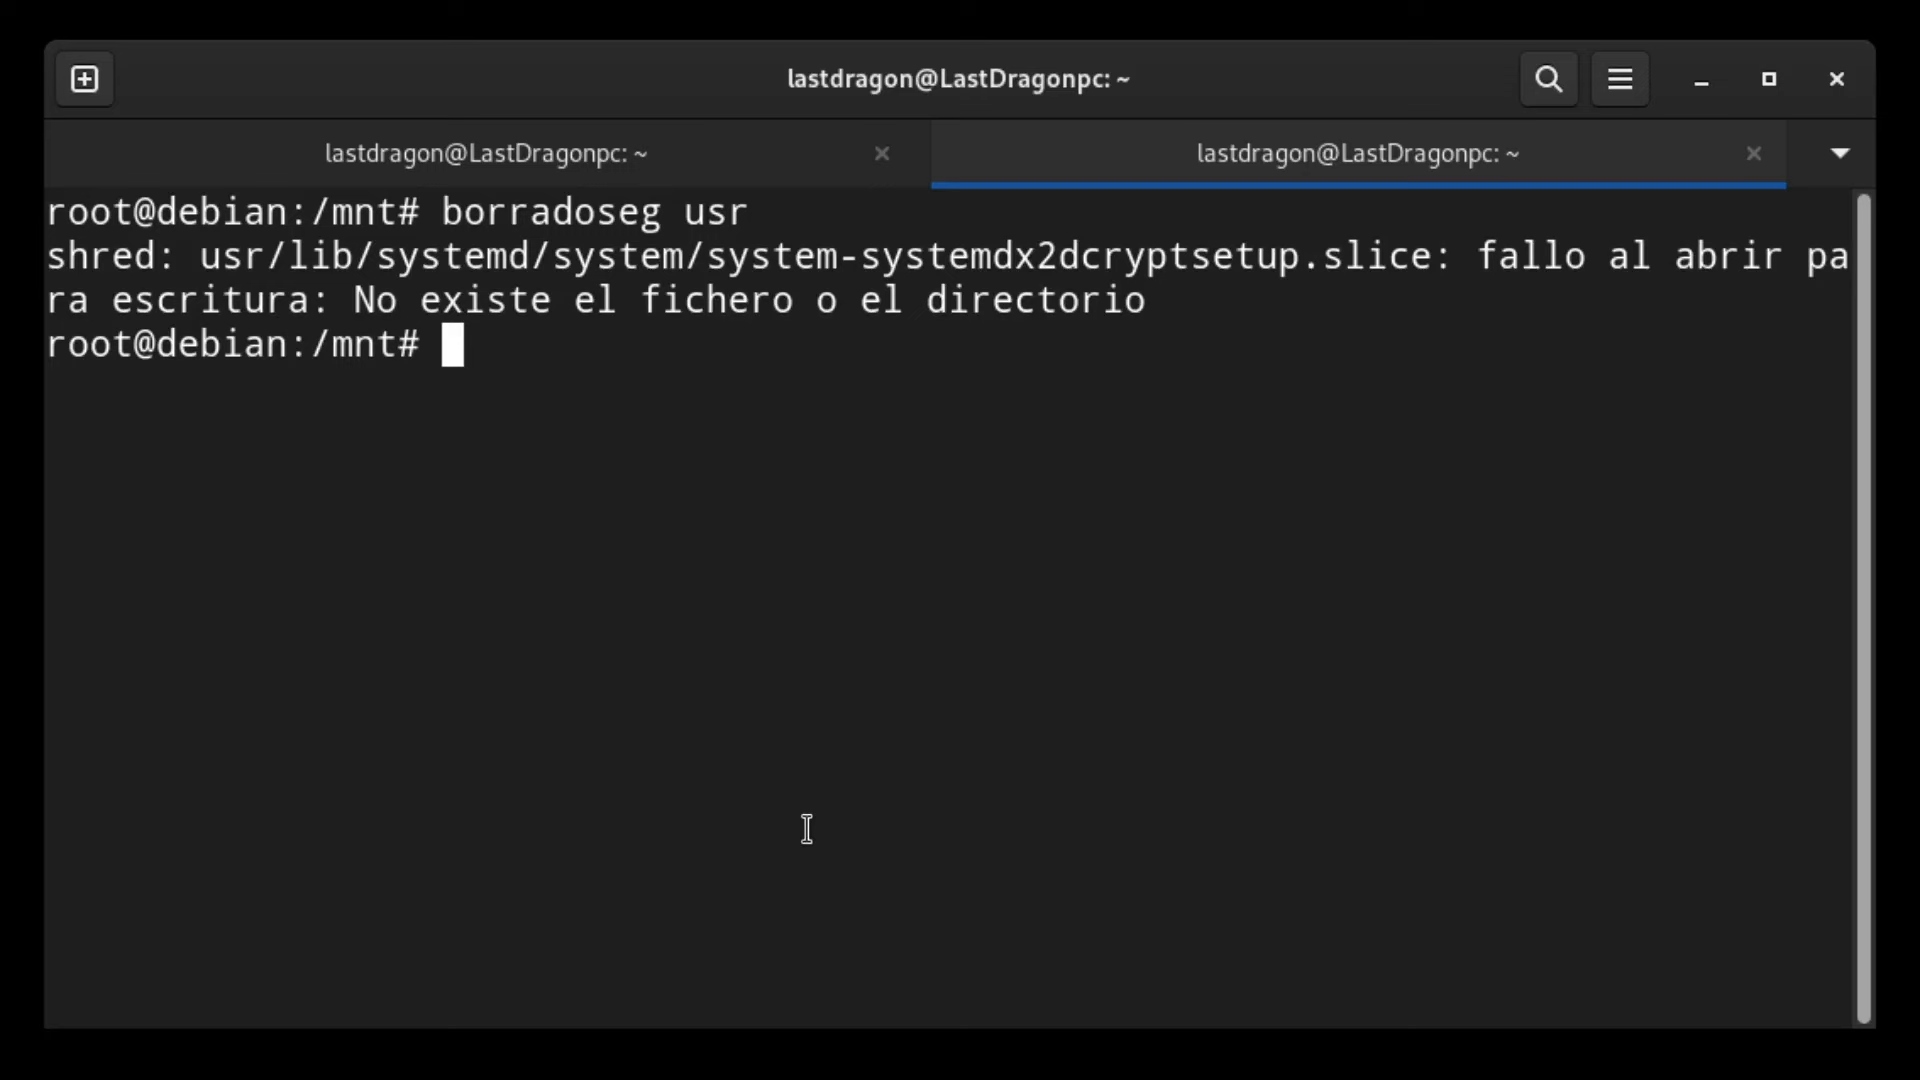 lastdragon@LastDragonpc: ~
lastdragon@LastDragonpc: ~
lastdragon@LastDragonpc: ~
root@debian:/mnt# borradoseg usr
shred: usr/lib/systemd/system/system-systemdx2dcryptsetup.slice: fallo al abrir pa
ra escritura: No existe el fichero o el directorio
root@debian:/mnt#